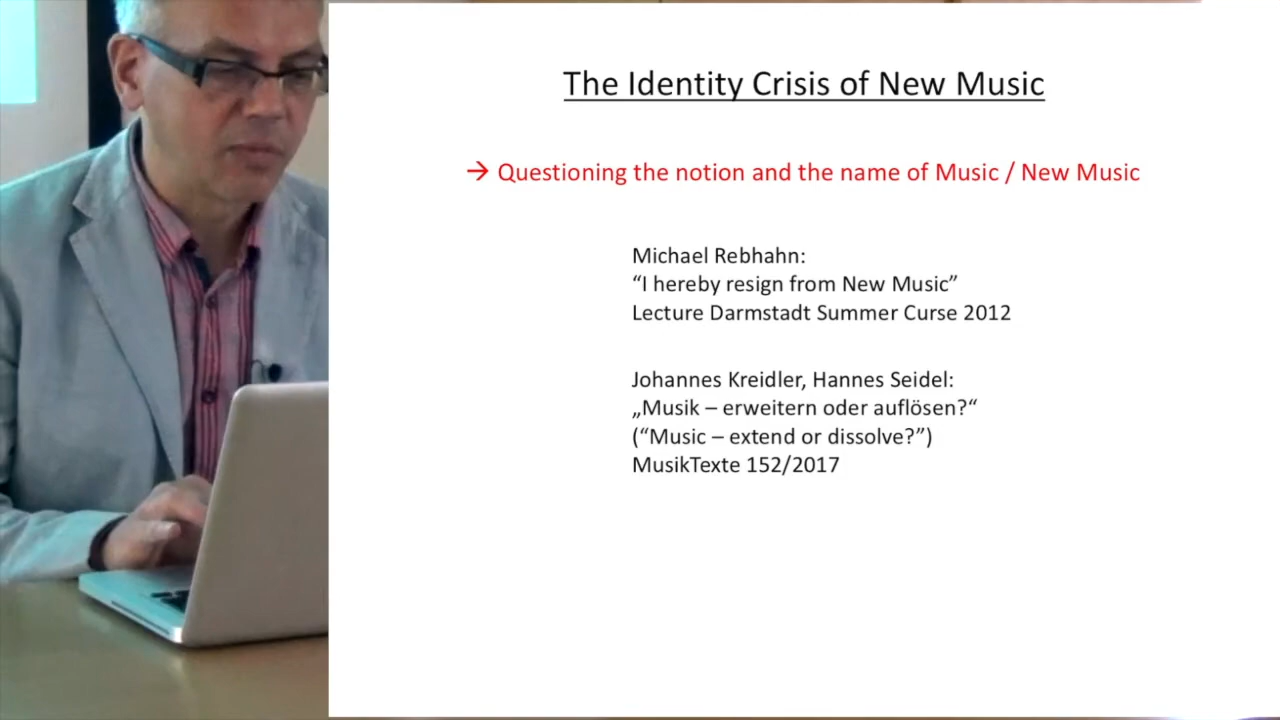 The Identity Crisis of New Music
→ Questioning the notion and the name of Music / New Music
Michael Rebhahn:
“I hereby resign from New Music”
Lecture Darmstadt Summer Curse 2012
Johannes Kreidler, Hannes Seidel:
„Musik – erweitern oder auflösen?“
(“Music – extend or dissolve?”)
MusikTexte 152/2017